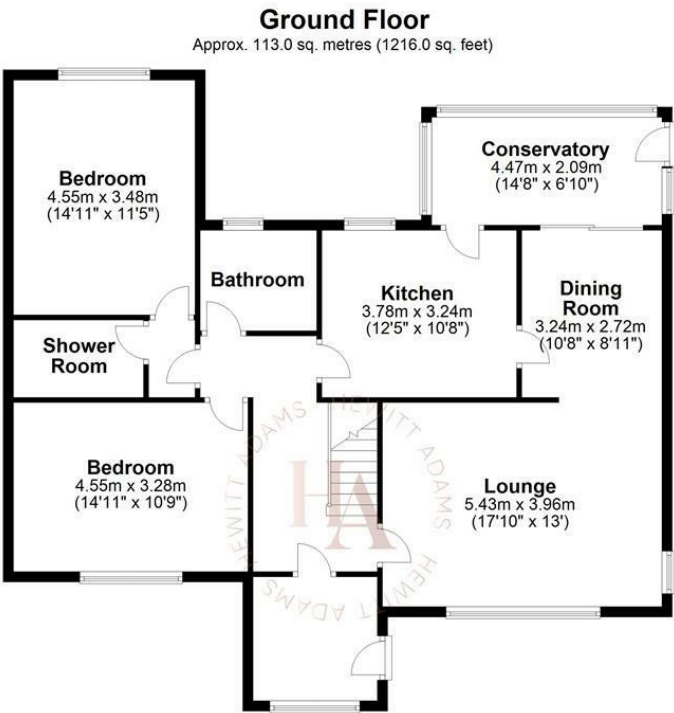 Ground Floor
Approx. 113.0 sq. metres (1216.0 sq. feet)
Bedroom
4.55m x 3.48m
(14'11" x 11'5")
Conservatory
4.47m x 2.09m
(14'8" x 6'10")
Bathroom
Kitchen
3.78m x 3.24m
(12'5" x 10'8")
Dining
Room
3.24m x 2.72m
(10'8" x 8'11")
Shower
Room
Bedroom
4.55m x 3.28m
(14'11" x 10'9")
Lounge
5.43m x 3.96m
(17'10" x 13')
HEWITT ADAMS HEWITT ADAMS HEWITT ADAMS
HA